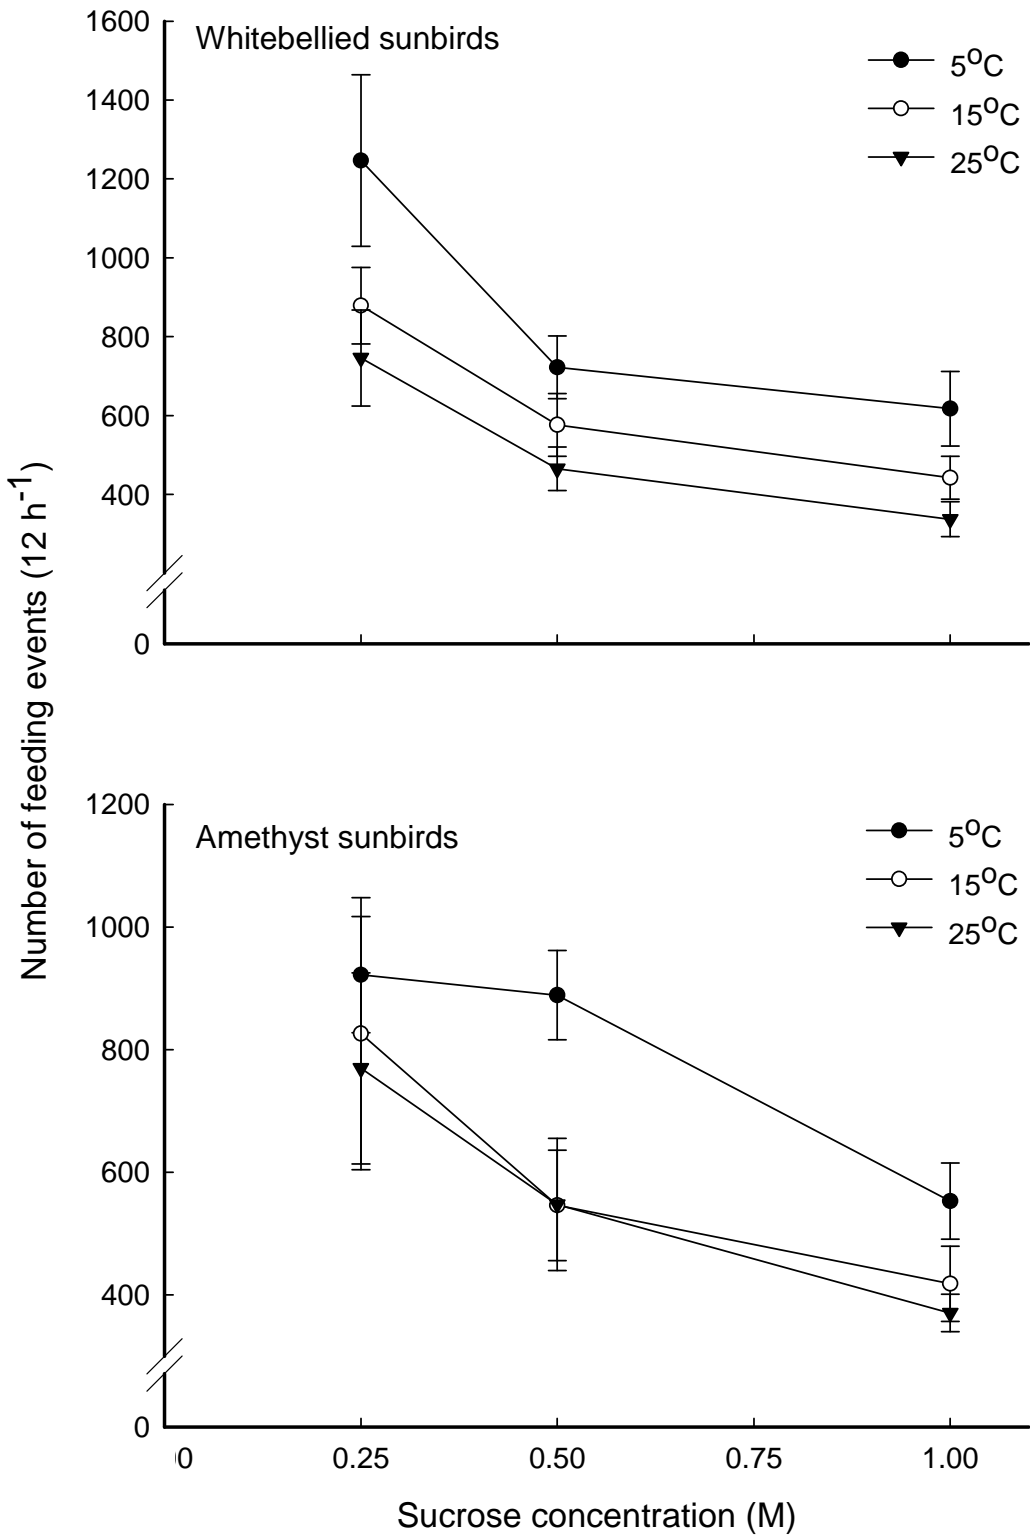 1600
Whitebellied sunbirds
5°C
1400
15°C
25°C
1200
1000
800
600
400
0
Number of feeding events (12 h⁻¹)
1200
Amethyst sunbirds
5°C
15°C
1000
25°C
800
600
400
0
0.25 0.50 0.75 1.00
Sucrose concentration (M)